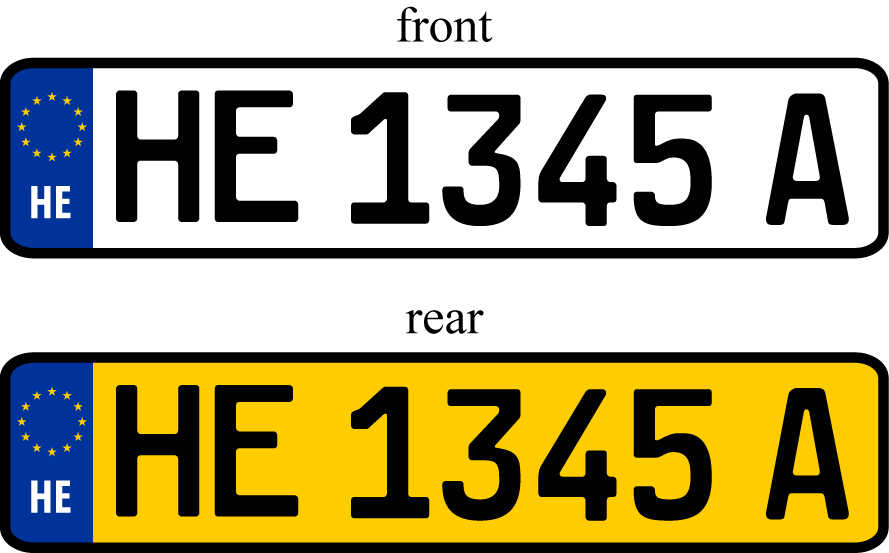 front
HE
HE 1345 A
rear
HE
HE 1345 A